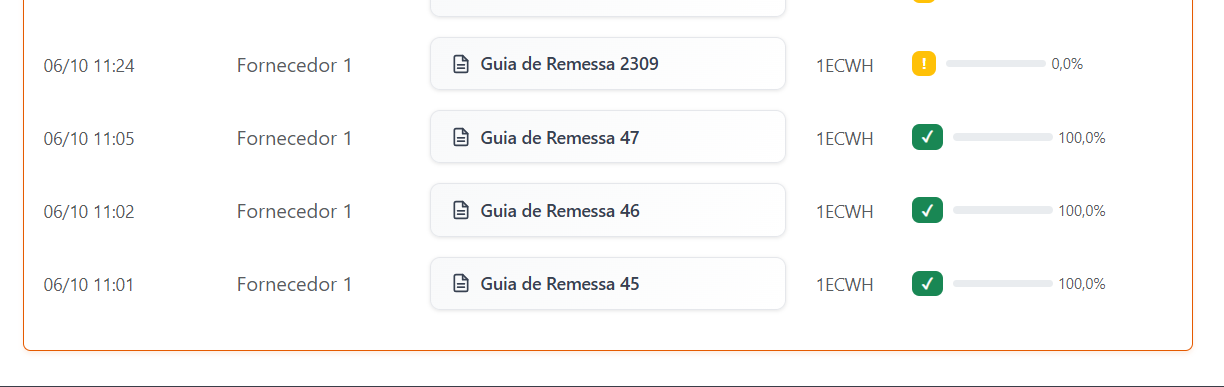 06/10 11:24 Fornecedor 1 Guia de Remessa 2309 1ECWH ! 0,0%
06/10 11:05 Fornecedor 1 Guia de Remessa 47 1ECWH ✓ 100,0%
06/10 11:02 Fornecedor 1 Guia de Remessa 46 1ECWH ✓ 100,0%
06/10 11:01 Fornecedor 1 Guia de Remessa 45 1ECWH ✓ 100,0%